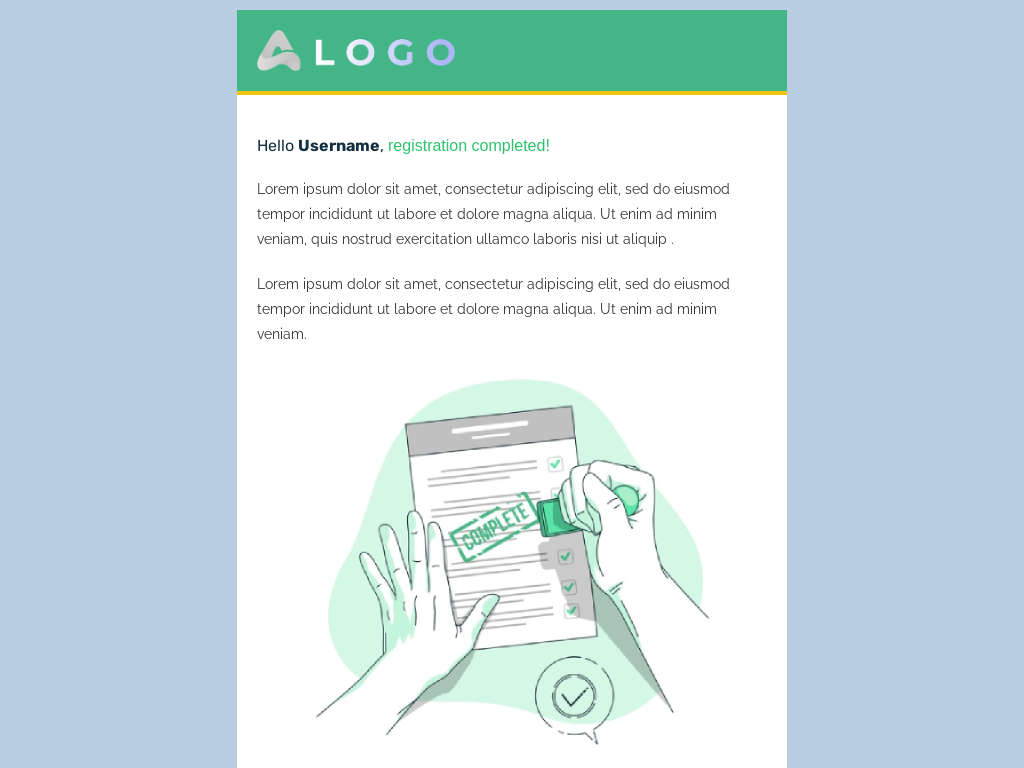 LOGO
Hello Username, registration completed!
Lorem ipsum dolor sit amet, consectetur adipiscing elit, sed do eiusmod
tempor incididunt ut labore et dolore magna aliqua. Ut enim ad minim
veniam, quis nostrud exercitation ullamco laboris nisi ut aliquip .
Lorem ipsum dolor sit amet, consectetur adipiscing elit, sed do eiusmod
tempor incididunt ut labore et dolore magna aliqua. Ut enim ad minim
veniam.
COMPLETE